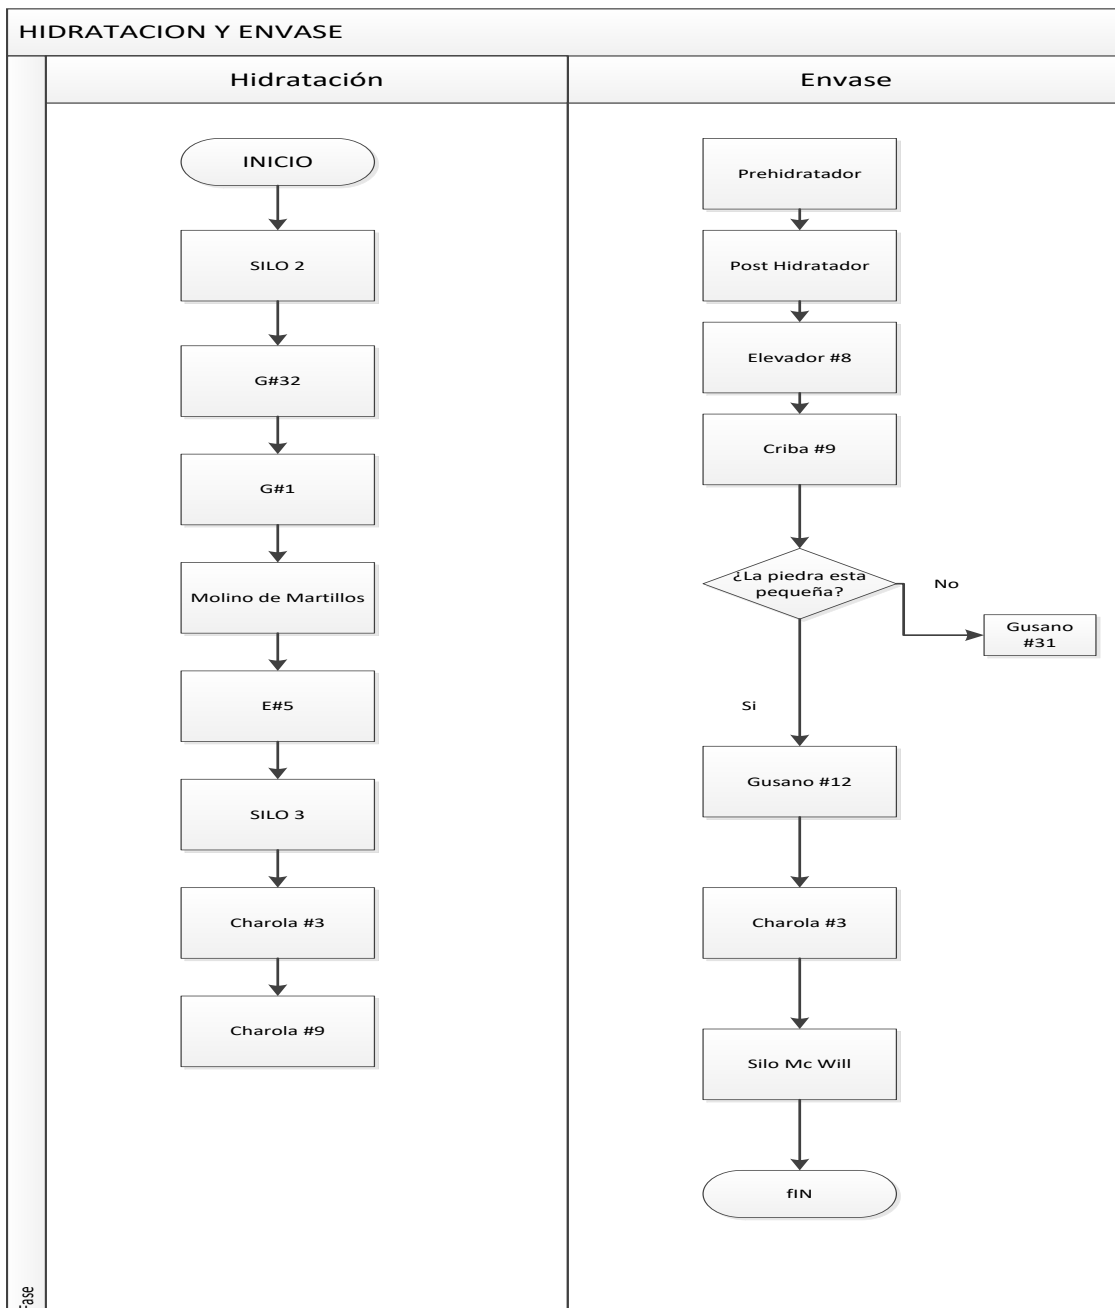 HIDRATACION Y ENVASE
Hidratación
Envase
INICIO
SILO 2
G#32
G#1
Molino de Martillos
E#5
SILO 3
Charola #3
Charola #9
Prehidratador
Post Hidratador
Elevador #8
Criba #9
¿La piedra esta
pequeña?
No
Gusano
#31
Si
Gusano #12
Charola #3
Silo Mc Will
fIN
Fase